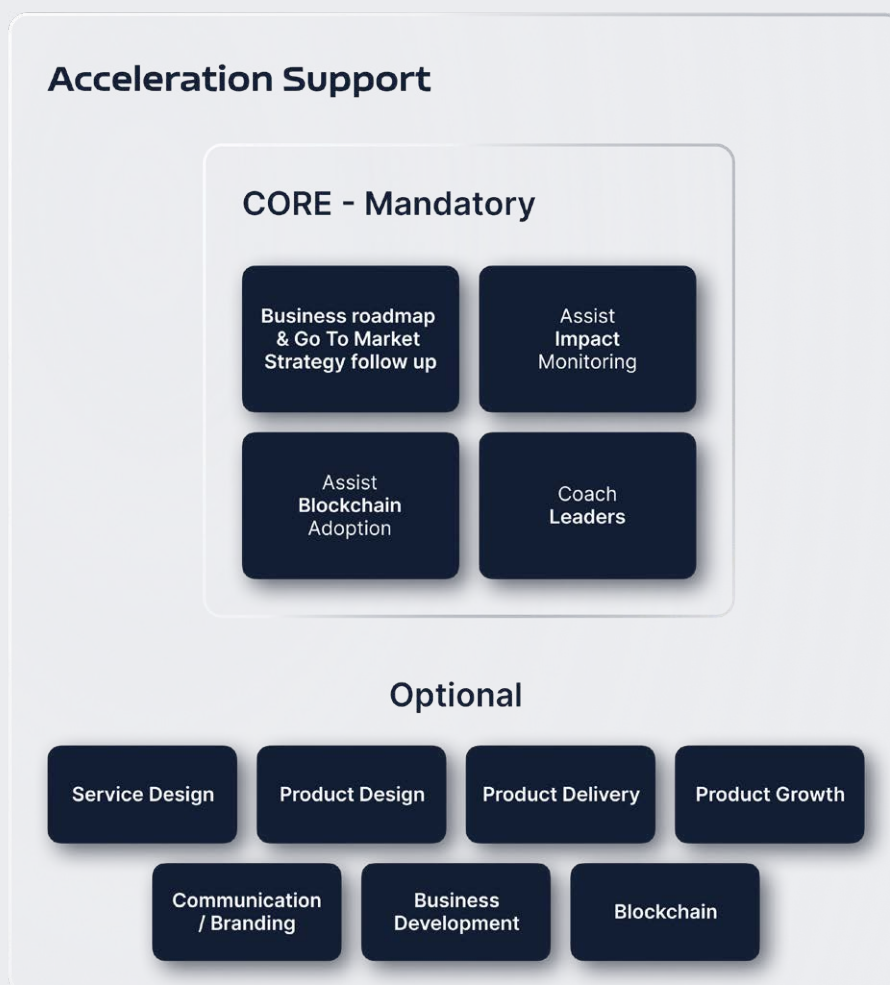 Acceleration Support
CORE - Mandatory
Business roadmap
& Go To Market
Strategy follow up
Assist
Impact
Monitoring
Assist
Blockchain
Adoption
Coach
Leaders
Optional
Service Design
Product Design
Product Delivery
Product Growth
Communication
/ Branding
Business
Development
Blockchain